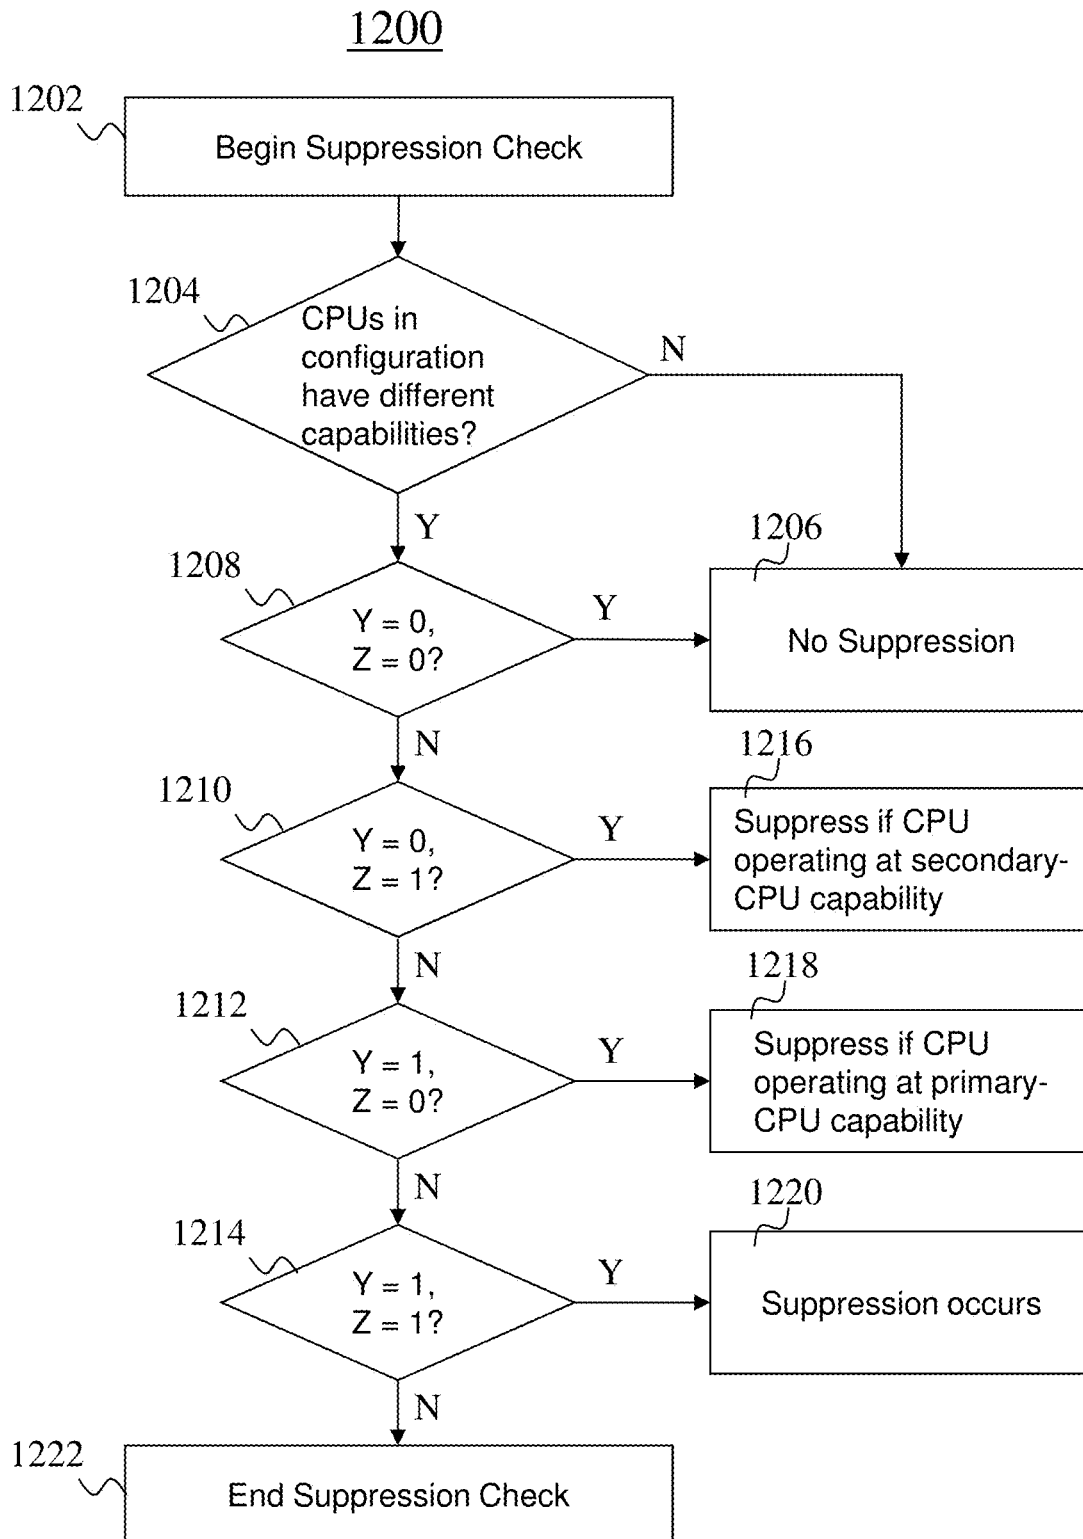 1200
1202
Begin Suppression Check
1204
CPUs in
configuration
have different
capabilities?
N
Y
1206
No Suppression
1208
Y = 0,
Z = 0?
Y
N
1210
Y = 0,
Z = 1?
Y
1216
Suppress if CPU
operating at secondary-
CPU capability
N
1212
Y = 1,
Z = 0?
Y
1218
Suppress if CPU
operating at primary-
CPU capability
N
1214
Y = 1,
Z = 1?
Y
1220
Suppression occurs
N
1222
End Suppression Check